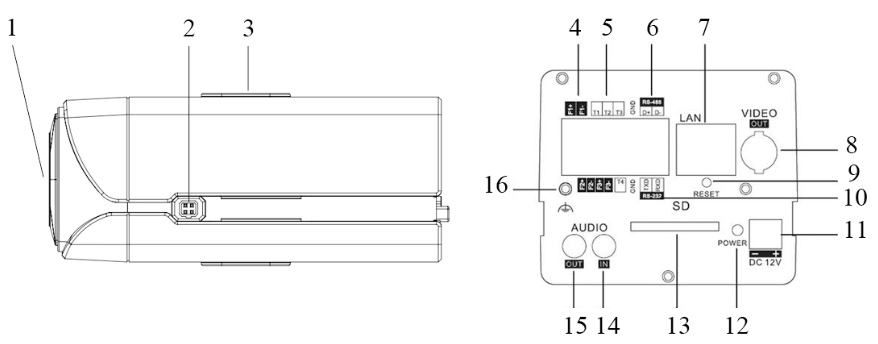 1 2 3 4 5 6 7
T1 T2 T3 GND RS-485
D+ D-
LAN
VIDEO
OUT
8
9
RESET
10
16
T4 GND TXD RXD
RS-232
SD
AUDIO
OUT IN
POWER
DC 12V
- +
11
15 14 13 12